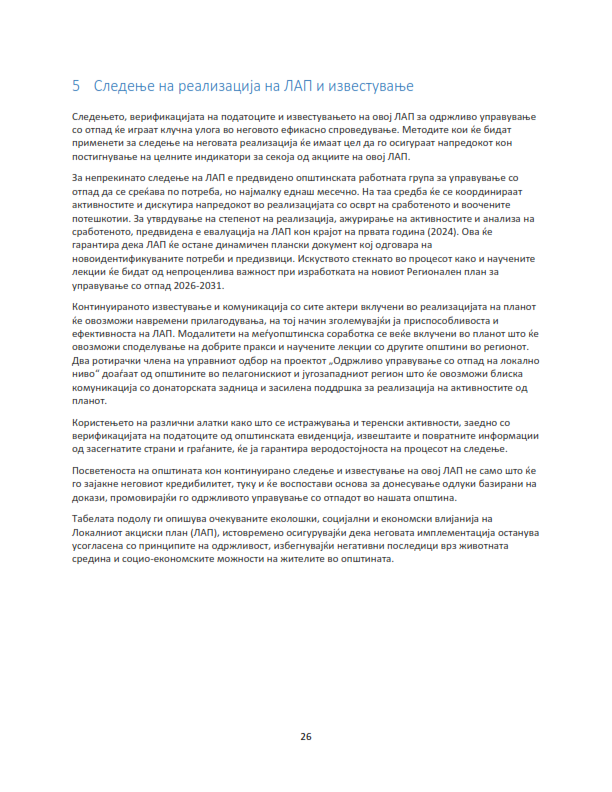 5 Следење на реализација на ЛАП и известување
Следењето, верификацијата на податоците и известувањето на овој ЛАП за одржливо управување
со отпад ќе играат клучна улога во неговото ефикасно спроведување. Методите кои ќе бидат
применети за следење на неговата реализација ќе имаат цел да го осигураат напредокот кон
постигнување на целните индикатори за секоја од акциите на овој ЛАП.
За непрекинато следење на ЛАП е предвидено општинската работната група за управување со
отпад да се среќава по потреба, но најмалку еднаш месечно. На таа средба ќе се координираат
активностите и дискутира напредокот во реализацијата со осврт на сработеното и воочените
потешкотии. За утврдување на степенот на реализација, ажурирање на активностите и анализа на
сработеното, предвидена е евалуација на ЛАП кон крајот на првата година (2024). Ова ќе
гарантира дека ЛАП ќе остане динамичен плански документ кој одговара на
новоидентификуваните потреби и предизвици. Искуството стекнато во процесот како и научените
лекции ќе бидат од непроценлива важност при изработката на новиот Регионален план за
управување со отпад 2026-2031.
Континуираното известување и комуникација со сите актери вклучени во реализацијата на планот
ќе овозможи навремени прилагодувања, на тој начин зголемувајќи ја приспособливоста и
ефективноста на ЛАП. Модалитети на меѓуопштинска соработка се веќе вклучени во планот што ќе
овозможи споделување на добрите пракси и научените лекции со другите општини во регионот.
Два ротирачки члена на управниот одбор на проектот „Одржливо управување со отпад на локално
ниво“ доаѓаат од општините во пелагонискиот и југозападниот регион што ќе овозможи блиска
комуникација со донаторската задница и засилена поддршка за реализација на активностите од
планот.
Користењето на различни алатки како што се истражувања и теренски активности, заедно со
верификацијата на податоците од општинската евиденција, извештаите и повратните информации
од засегнатите страни и граѓаните, ќе ја гарантира веродостојноста на процесот на следење.
Посветеноста на општината кон континуирано следење и известување на овој ЛАП не само што ќе
го зајакне неговиот кредибилитет, туку и ќе воспостави основа за донесување одлуки базирани на
докази, промовирајќи го одржливото управување со отпадот во нашата општина.
Табелата подолу ги опишува очекуваните еколошки, социјални и економски влијанија на
Локалниот акциски план (ЛАП), истовремено осигурувајќи дека неговата имплементација останува
усогласена со принципите на одржливост, избегнувајќи негативни последици врз животната
средина и социо-економските можности на жителите во општината.
26